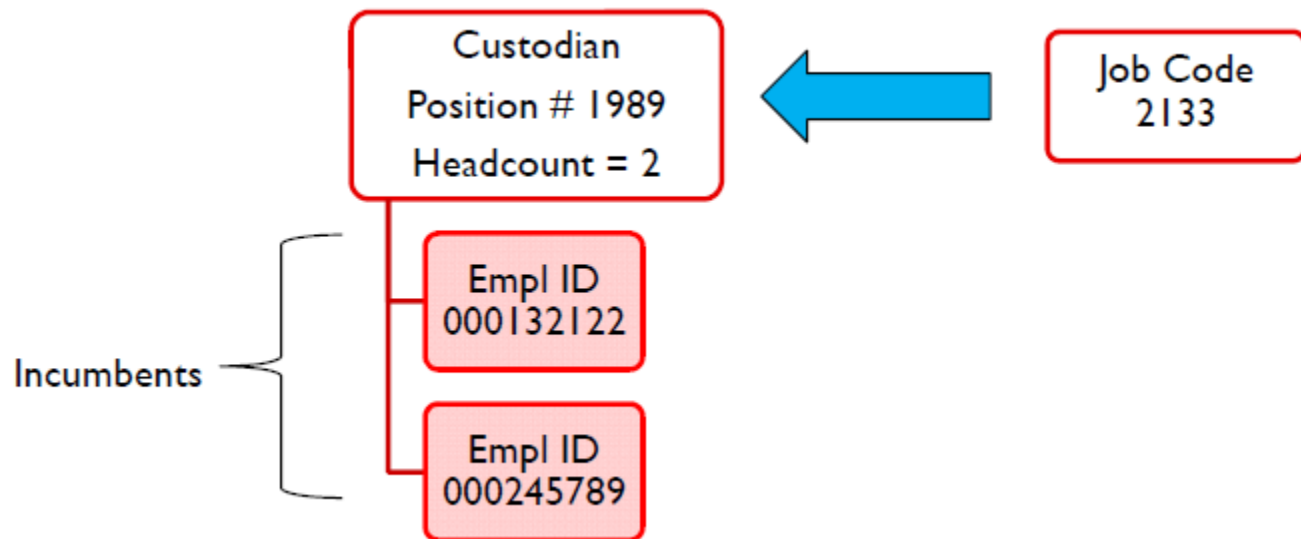 Custodian
Position # 1989
Headcount = 2
Job Code
2133
Empl ID
000132122
Incumbents
Empl ID
000245789